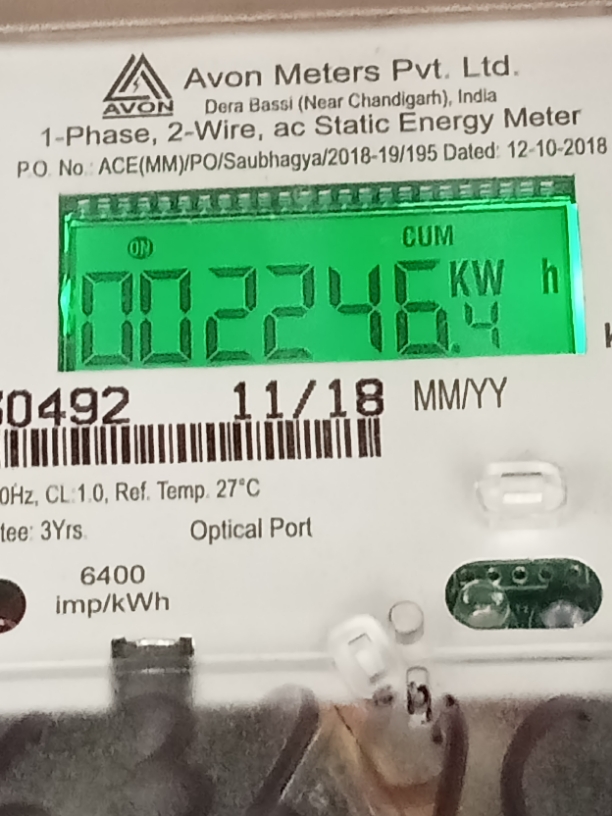 Avon Meters Pvt. Ltd.
AVON
Dera Bassi (Near Chandigarh), India
1-Phase, 2-Wire, ac Static Energy Meter
P.O. No.: ACE(MM)/PO/Saubhagya/2018-19/195 Dated: 12-10-2018
ON CUM
002246.4 KW h
0492 11/18 MM/YY
0Hz, CL:1.0, Ref. Temp. 27°C
tee: 3Yrs. Optical Port
6400
imp/kWh